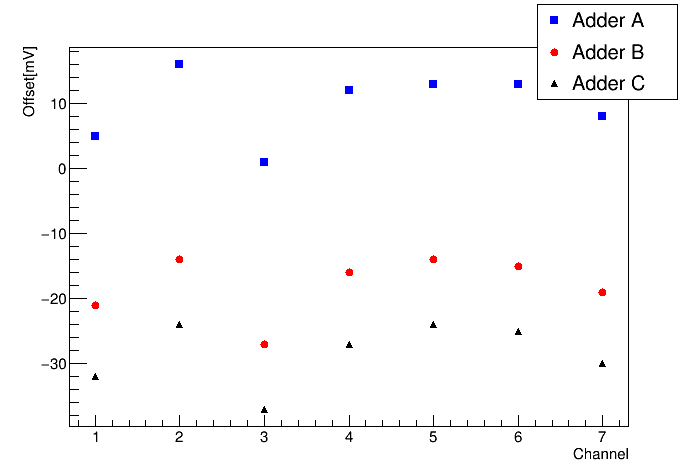 Adder A
Adder B
Adder C
Offset[mV]
10
0
−10
−20
−30
1 2 3 4 5 6 7
Channel